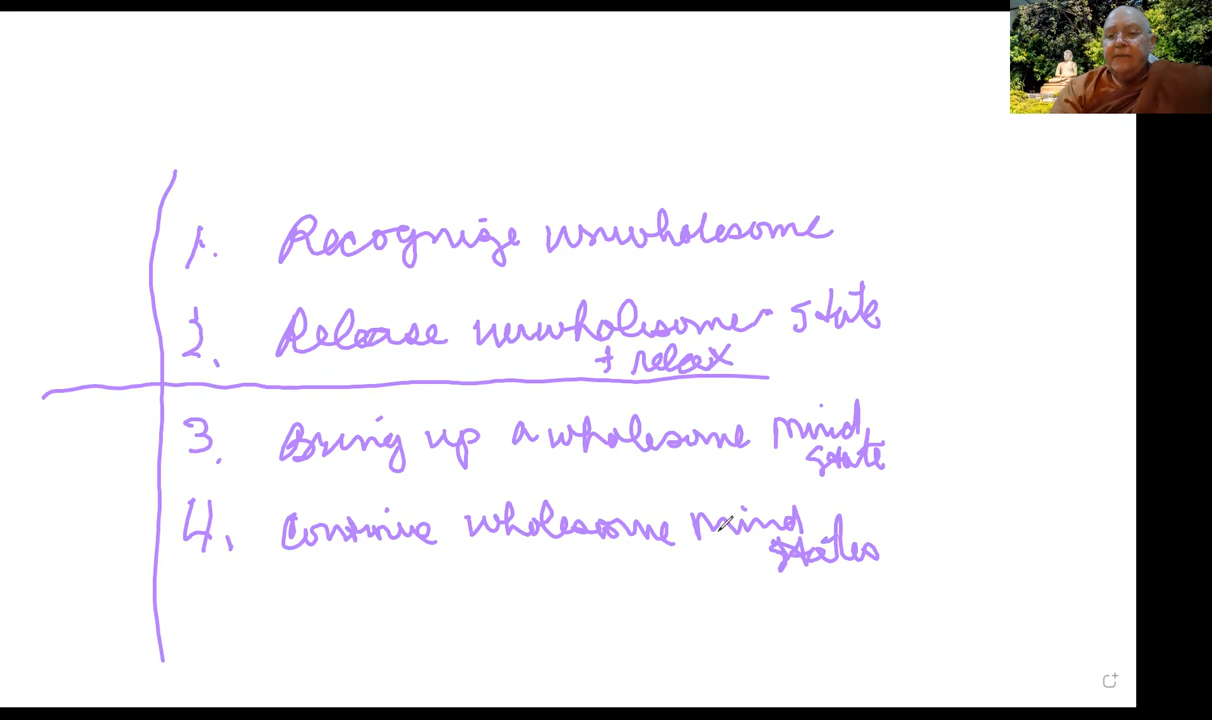 1. Recognize unwholesome
2. Release unwholesome state
+ relax
3. Bring up a wholesome mind
state
4. Continue wholesome mind
states